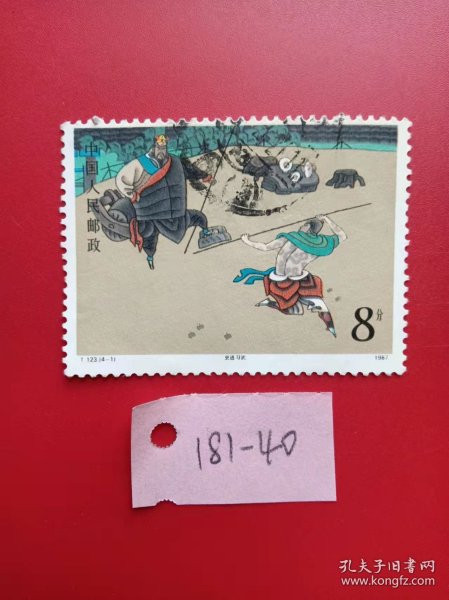 中国人民邮政
8分
T 123.(4-1)
史进习武
1987
181-40
孔夫子旧书网
www.kongfz.com